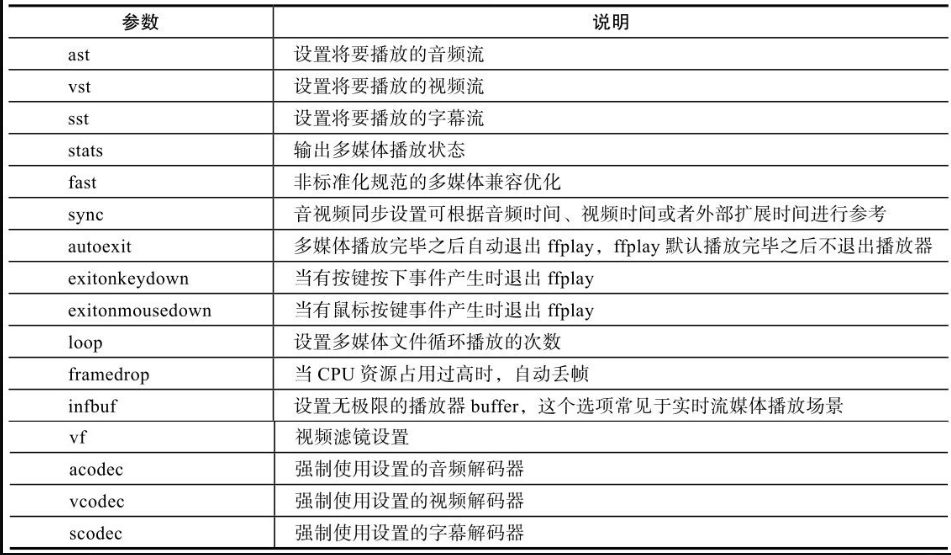 参数 说明
ast 设置将要播放的音频流
vst 设置将要播放的视频流
sst 设置将要播放的字幕流
stats 输出多媒体播放状态
fast 非标准化规范的多媒体兼容优化
sync 音视频同步设置可根据音频时间、视频时间或者外部扩展时间进行参考
autoexit 多媒体播放完毕之后自动退出 ffplay，ffplay 默认播放完毕之后不退出播放器
exitonkeydown 当有按键按下事件产生时退出 ffplay
exitonmousedown 当有鼠标按键事件产生时退出 ffplay
loop 设置多媒体文件循环播放的次数
framedrop 当 CPU 资源占用过高时，自动丢帧
infbuf 设置无极限的播放器 buffer，这个选项常见于实时流媒体播放场景
vf 视频滤镜设置
acodec 强制使用设置的音频解码器
vcodec 强制使用设置的视频解码器
scodec 强制使用设置的字幕解码器